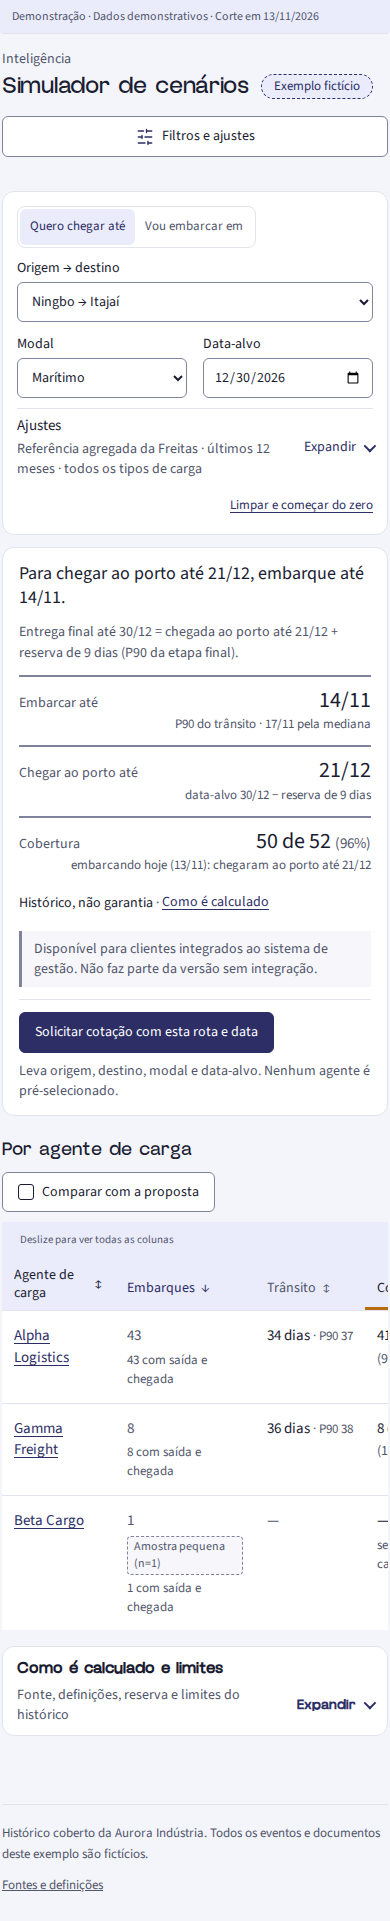 Demonstração · Dados demonstrativos · Corte em 13/11/2026
Inteligência
Simulador de cenários
Exemplo fictício
Filtros e ajustes
Quero chegar até
Vou embarcar em
Origem → destino
Ningbo → Itajaí
Modal
Data-alvo
Marítimo
12/30/2026
Ajustes
Referência agregada da Freitas · últimos 12
meses · todos os tipos de carga
Expandir
Limpar e começar do zero
Para chegar ao porto até 21/12, embarque até
14/11.
Entrega final até 30/12 = chegada ao porto até 21/12 +
reserva de 9 dias (P90 da etapa final).
Embarcar até
14/11
P90 do trânsito · 17/11 pela mediana
Chegar ao porto até
21/12
data-alvo 30/12 − reserva de 9 dias
Cobertura
50 de 52 (96%)
embarcando hoje (13/11): chegaram ao porto até 21/12
Histórico, não garantia · Como é calculado
Disponível para clientes integrados ao sistema de
gestão. Não faz parte da versão sem integração.
Solicitar cotação com esta rota e data
Leva origem, destino, modal e data-alvo. Nenhum agente é
pré-selecionado.
Por agente de carga
Comparar com a proposta
Deslize para ver todas as colunas
Agente de
carga ↕
Embarques ↓
Trânsito ↕
Alpha
Logistics
43
43 com saída e
chegada
34 dias · P90 37
41
(9
Gamma
Freight
8
8 com saída e
chegada
36 dias · P90 38
8
(1
Beta Cargo
1
Amostra pequena
(n=1)
1 com saída e
chegada
—
—
se
ca
Como é calculado e limites
Fonte, definições, reserva e limites do
histórico
Expandir
Histórico coberto da Aurora Indústria. Todos os eventos e documentos
deste exemplo são fictícios.
Fontes e definições